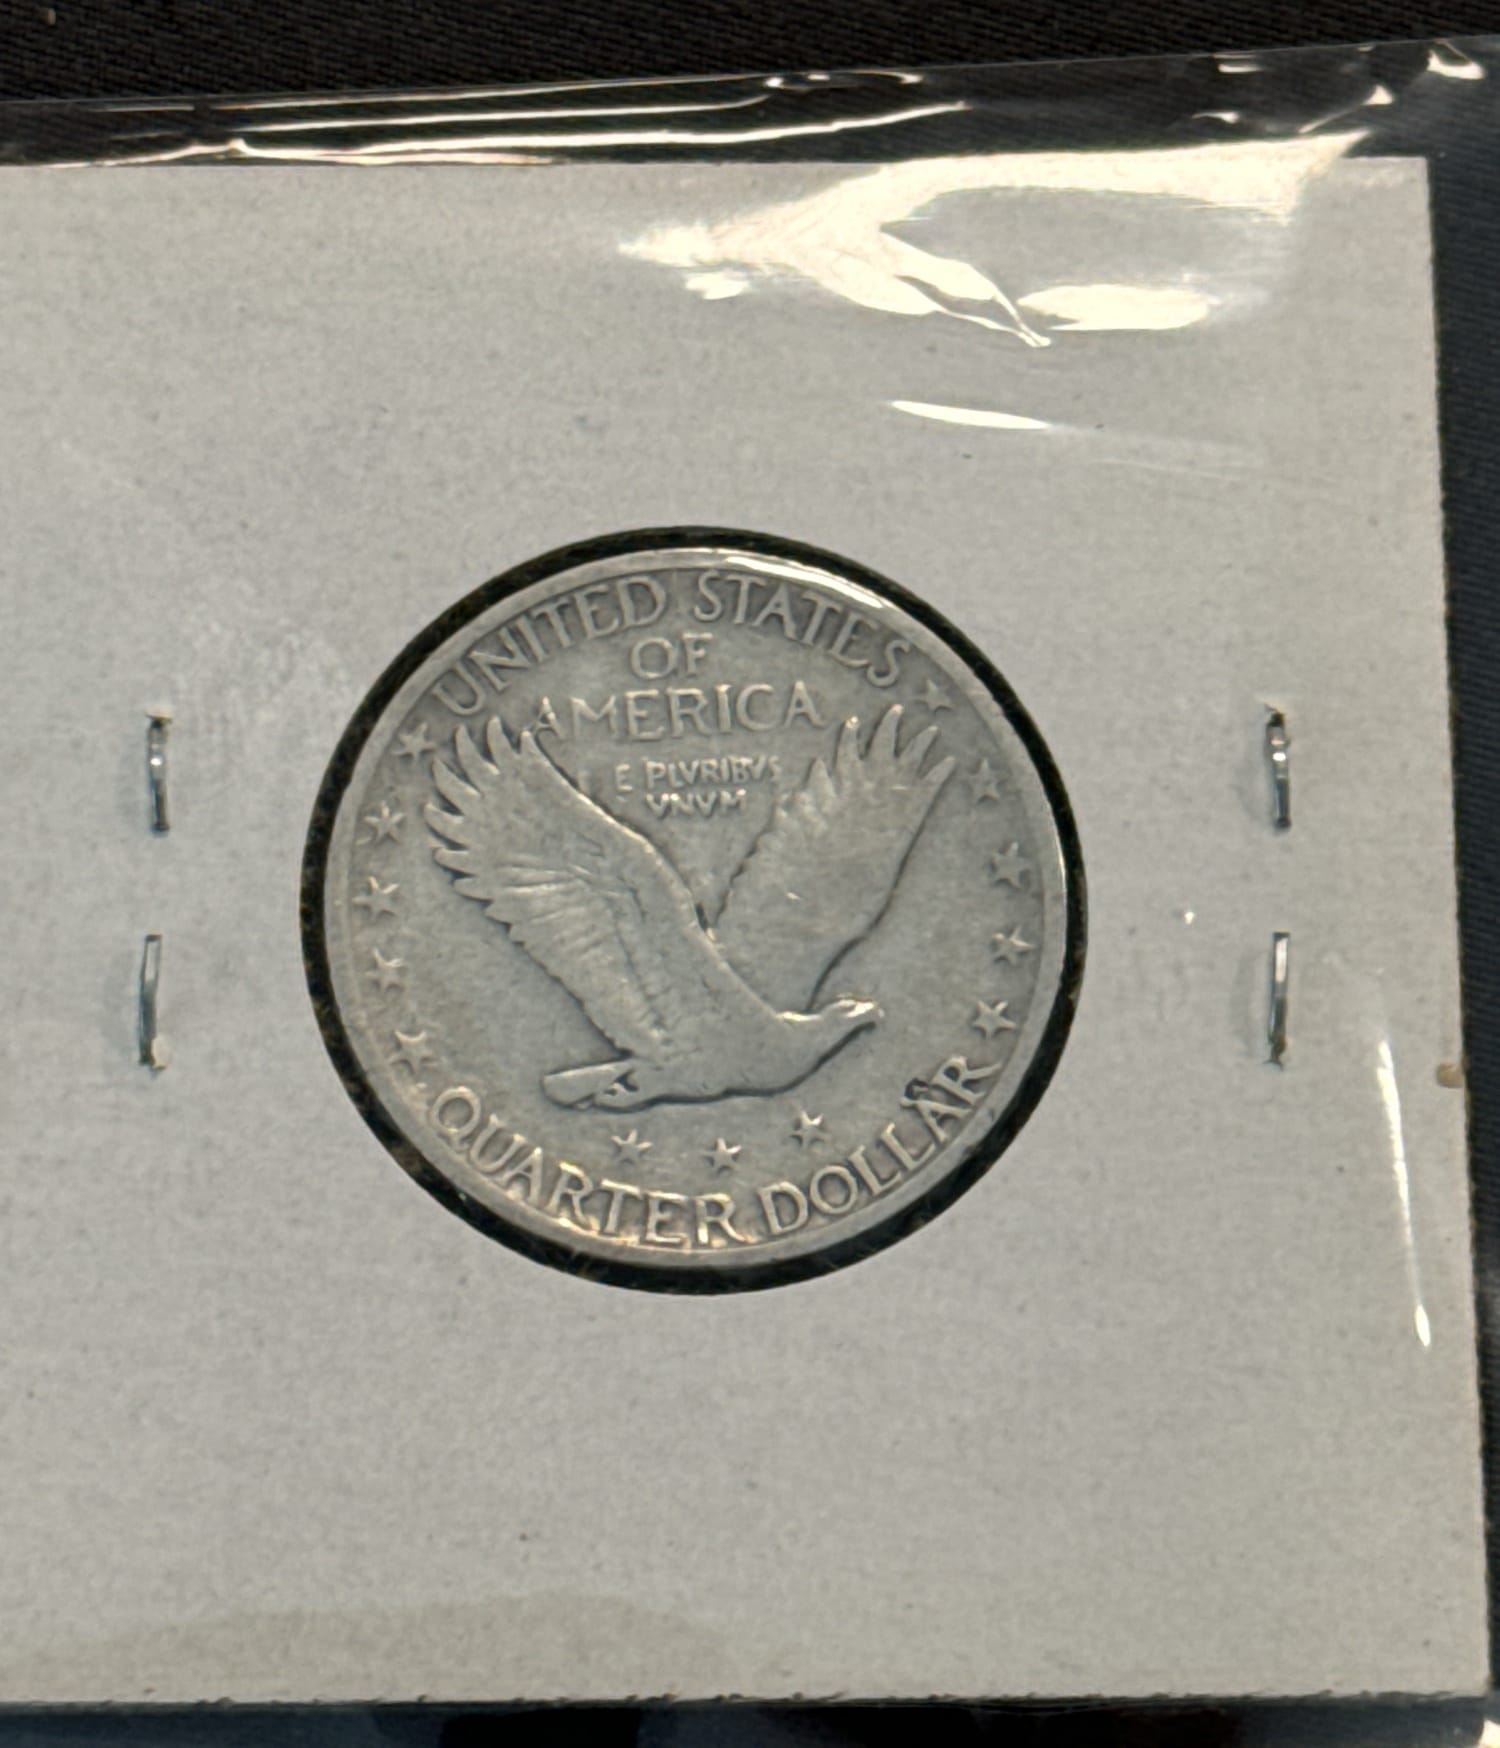 UNITED STATES
OF
AMERICA
E PLVRIBVS
VNVM
QUARTER DOLLAR